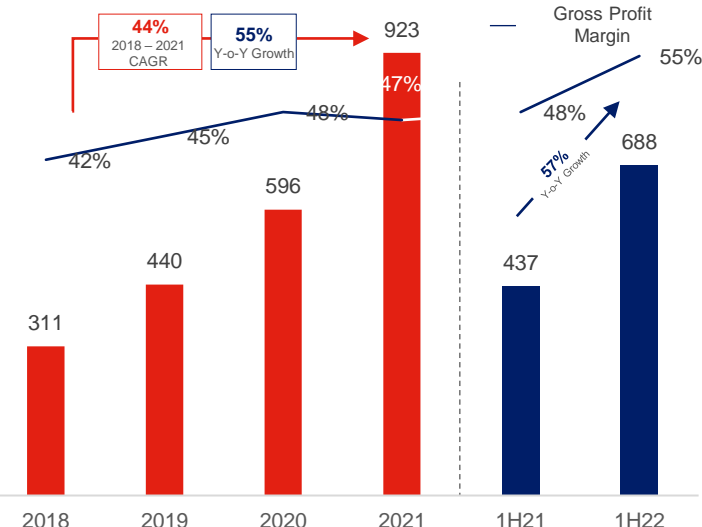 44%
2018 – 2021
CAGR
55%
Y-o-Y Growth
Gross Profit
Margin
923
47%
48%
45%
42%
596
440
311
55%
48%
57%
Y-o-Y Growth
688
437
2018
2019
2020
2021
1H21
1H22